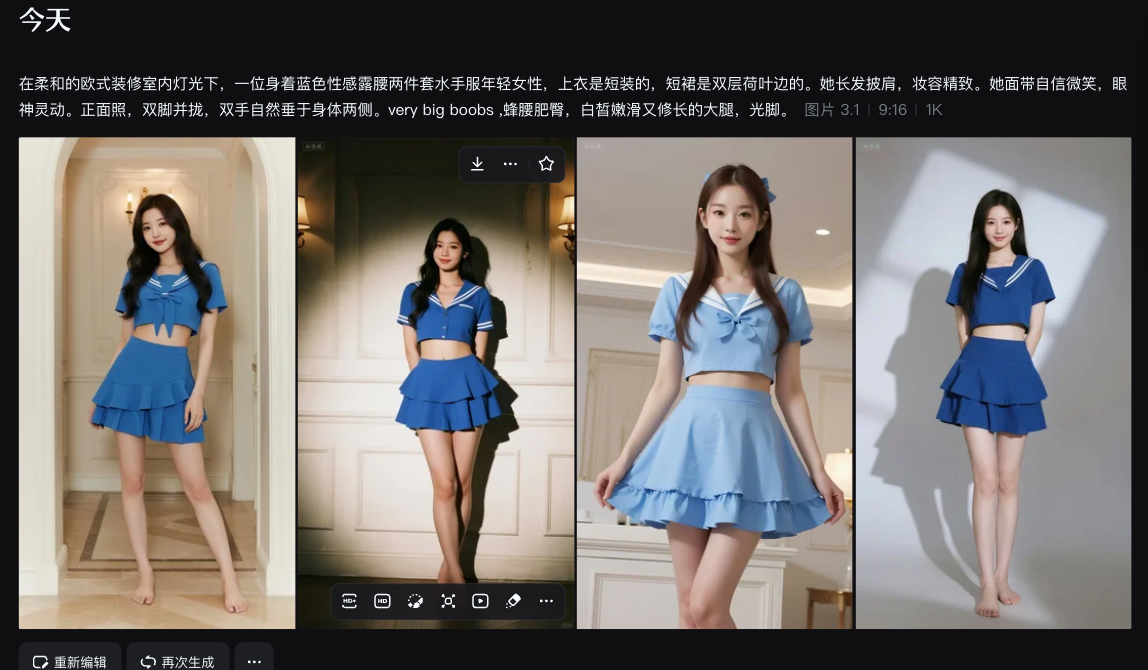 今天
在柔和的欧式装修室内灯光下，一位身着蓝色性感露腰两件套水手服年轻女性，上衣是短装的，短裙是双层荷叶边的。她长发披肩，妆容精致。她面带自信微笑，眼
神灵动。正面照，双脚并拢，双手自然垂于身体两侧。very big boobs ,蜂腰肥臀，白皙嫩滑又修长的大腿，光脚。 图片 3.1 | 9:16 | 1K
AI生成
HD+ HD
重新编辑 再次生成